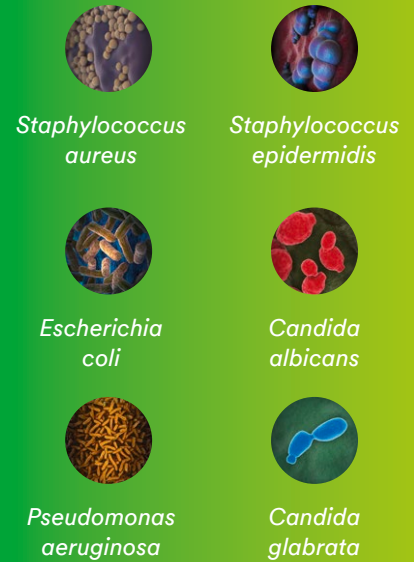 Staphylococcus
aureus
Staphylococcus
epidermidis
Escherichia
coli
Candida
albicans
Pseudomonas
aeruginosa
Candida
glabrata